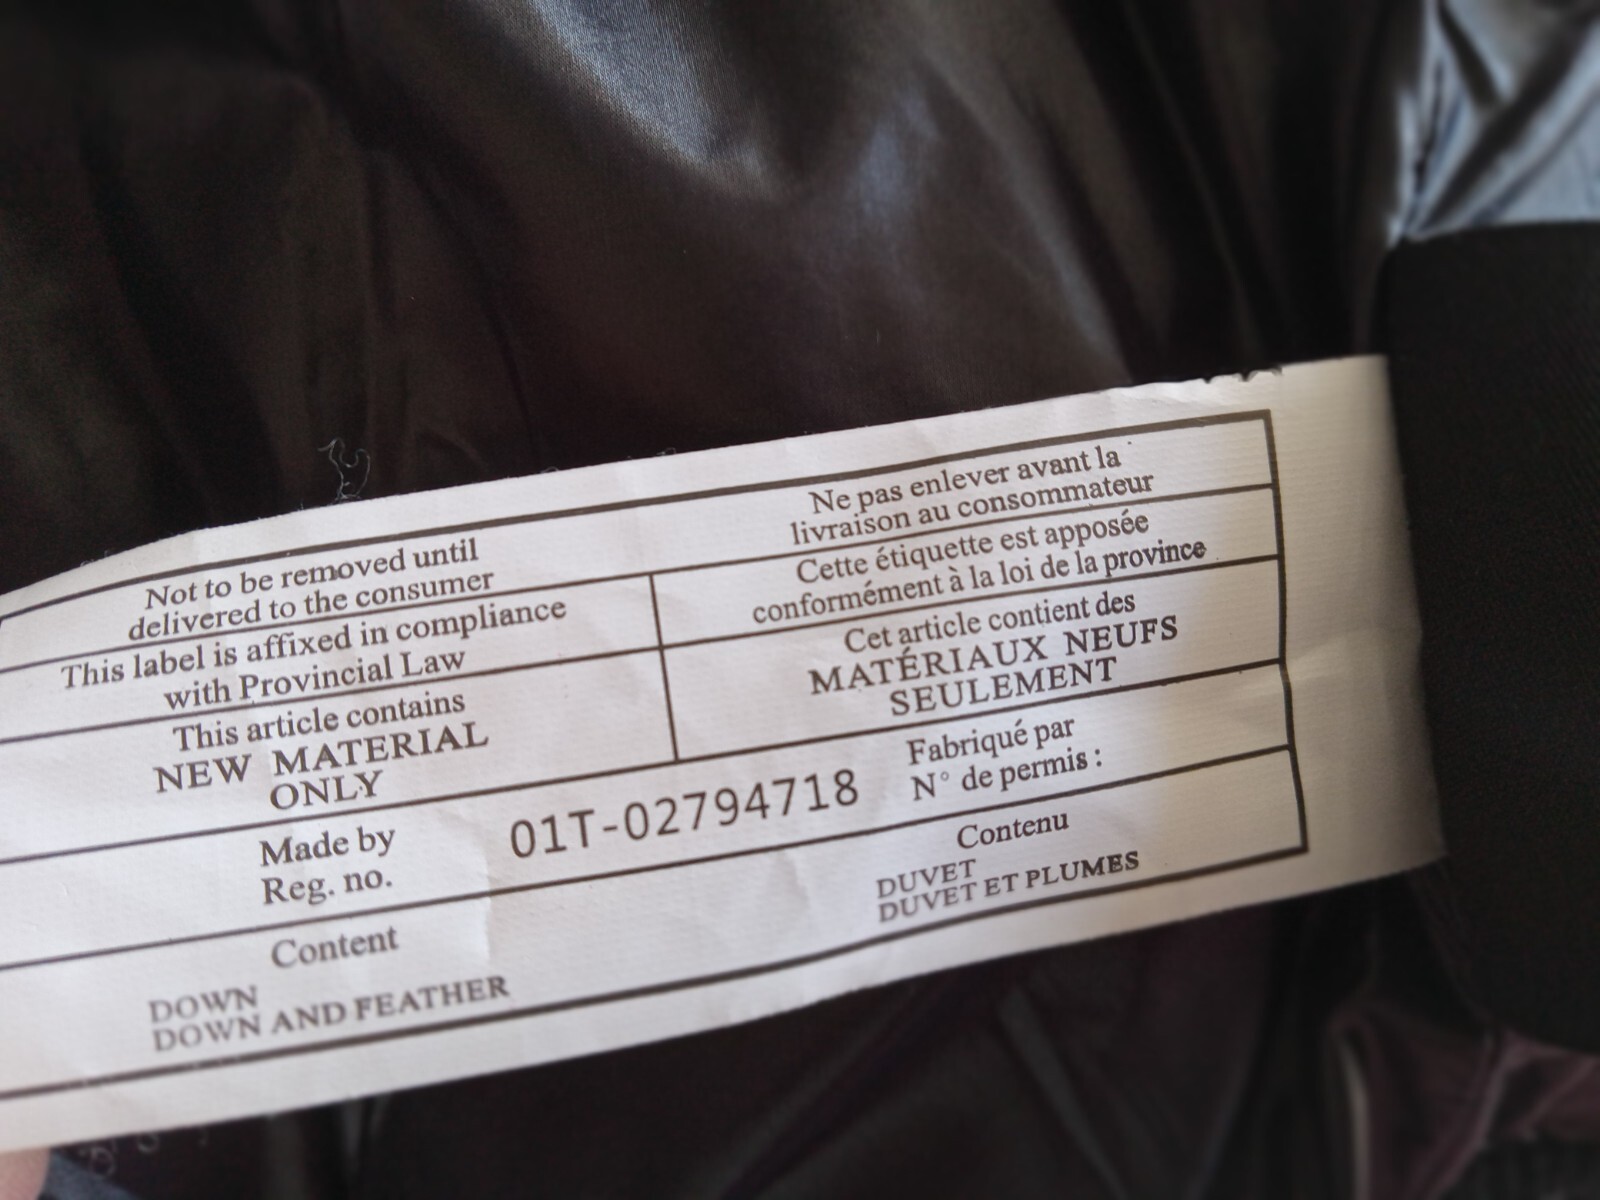 Not to be removed until
delivered to the consumer
Ne pas enlever avant la
livraison au consommateur
This label is affixed in compliance
with Provincial Law
Cette étiquette est apposée
conformément à la loi de la province
This article contains
NEW MATERIAL
ONLY
Cet article contient des
MATÉRIAUX NEUFS
SEULEMENT
Made by
Reg. no.
01T-02794718
Fabriqué par
N° de permis :
Content
DOWN
DOWN AND FEATHER
Contenu
DUVET
DUVET ET PLUMES